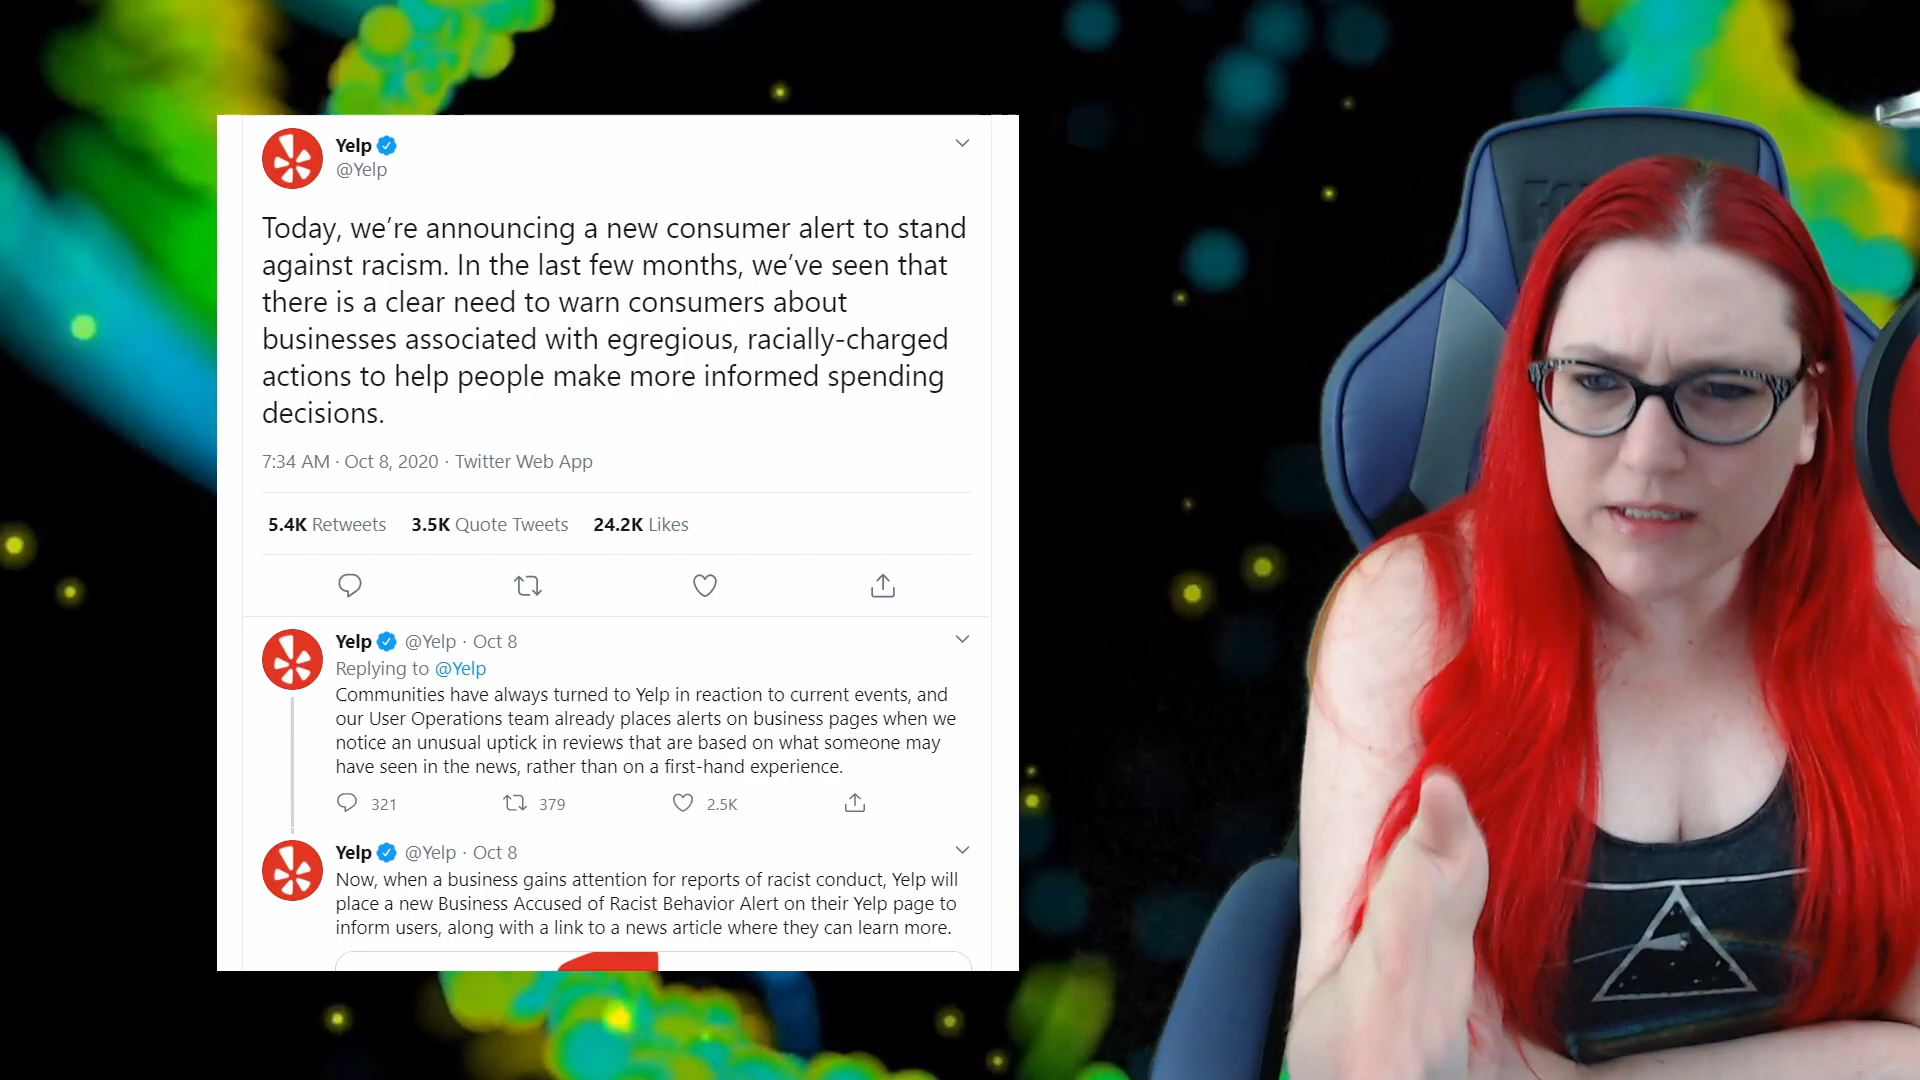 Yelp
@Yelp
Today, we’re announcing a new consumer alert to stand
against racism. In the last few months, we’ve seen that
there is a clear need to warn consumers about
businesses associated with egregious, racially-charged
actions to help people make more informed spending
decisions.
7:34 AM · Oct 8, 2020 · Twitter Web App
5.4K Retweets 3.5K Quote Tweets 24.2K Likes
Yelp @Yelp · Oct 8
Replying to @Yelp
Communities have always turned to Yelp in reaction to current events, and
our User Operations team already places alerts on business pages when we
notice an unusual uptick in reviews that are based on what someone may
have seen in the news, rather than on a first-hand experience.
321 379 2.5K
Yelp @Yelp · Oct 8
Now, when a business gains attention for reports of racist conduct, Yelp will
place a new Business Accused of Racist Behavior Alert on their Yelp page to
inform users, along with a link to a news article where they can learn more.